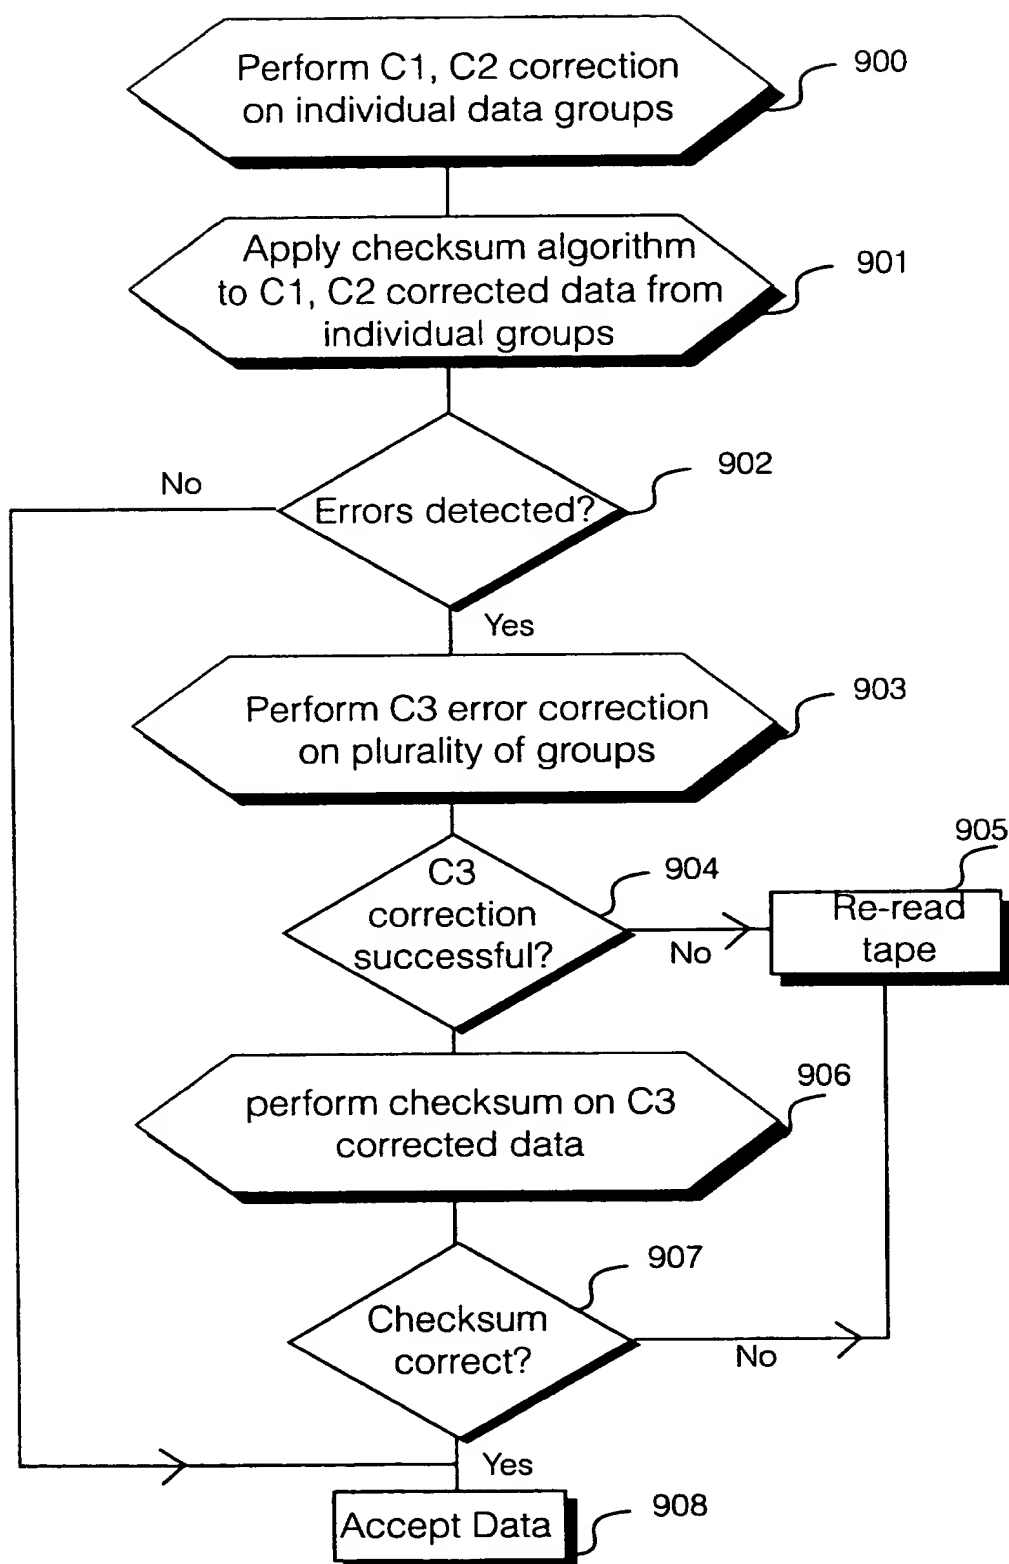 Perform C1, C2 correction
on individual data groups
900
Apply checksum algorithm
to C1, C2 corrected data from
individual groups
901
Errors detected?
902
No
Yes
Perform C3 error correction
on plurality of groups
903
C3
correction
successful?
904
No
905
Re-read
tape
perform checksum on C3
corrected data
906
Checksum
correct?
907
No
Yes
Accept Data
908